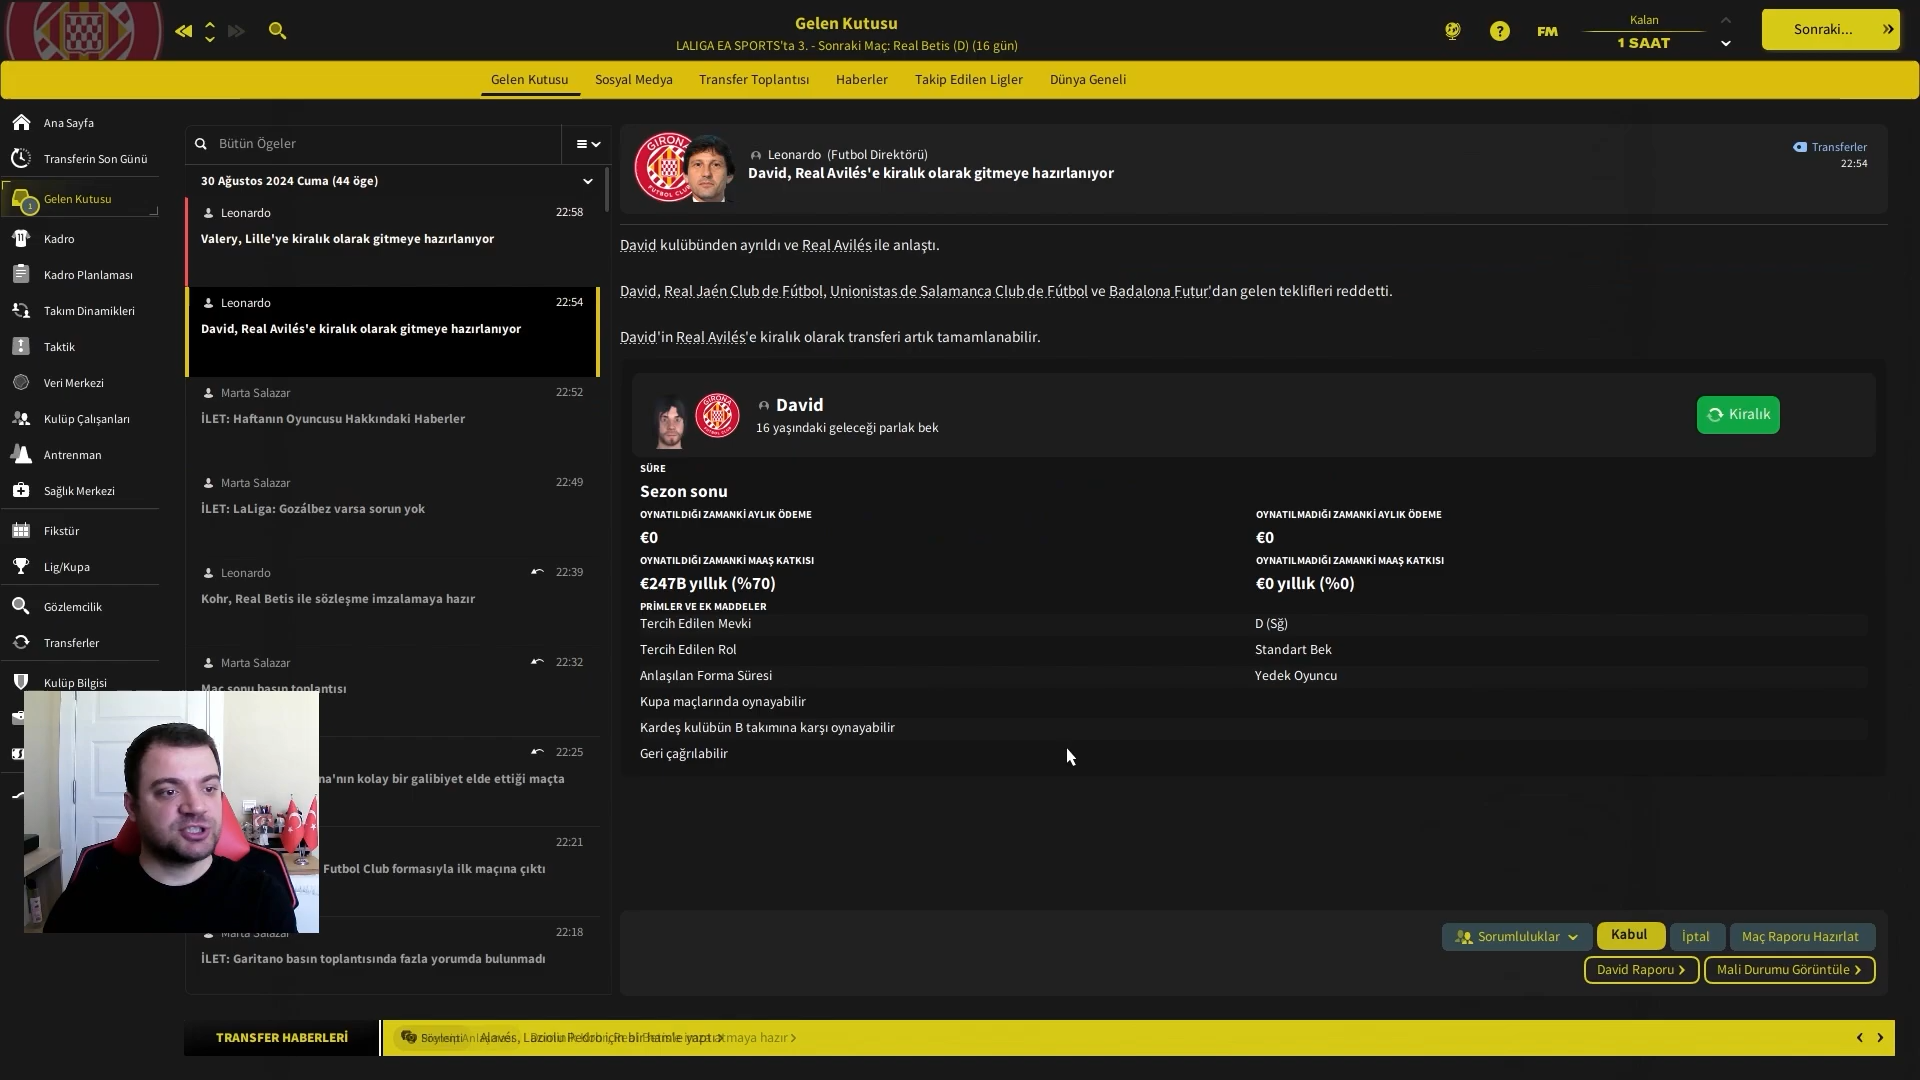 Gelen Kutusu
LALIGA EA SPORTS'ta 3. - Sonraki Maç: Real Betis (D) (16 gün)
?
FM
Kalan
1 SAAT
Sonraki...
Gelen Kutusu
Sosyal Medya
Transfer Toplantısı
Haberler
Takip Edilen Ligler
Dünya Geneli
Ana Sayfa
Transferin Son Günü
Gelen Kutusu
1
Kadro
Kadro Planlaması
Takım Dinamikleri
Taktik
Veri Merkezi
Kulüp Çalışanları
Antrenman
Sağlık Merkezi
Fikstür
Lig/Kupa
Gözlemcilik
Transferler
Kulüp Bilgisi
Bütün Ögeler
30 Ağustos 2024 Cuma (44 öge)
Leonardo 22:58
Valery, Lille'ye kiralık olarak gitmeye hazırlanıyor
Leonardo 22:54
David, Real Avilés'e kiralık olarak gitmeye hazırlanıyor
Marta Salazar 22:52
İLET: Haftanın Oyuncusu Hakkındaki Haberler
Marta Salazar 22:49
İLET: LaLiga: Gozálbez varsa sorun yok
Leonardo 22:39
Kohr, Real Betis ile sözleşme imzalamaya hazır
Marta Salazar 22:32
Maç sonu basın toplantısı
22:25
na'nın kolay bir galibiyet elde ettiği maçta
22:21
Futbol Club formasıyla ilk maçına çıktı
Marta Salazar 22:18
İLET: Garitano basın toplantısında fazla yorumda bulunmadı
GIRONA
FUTBOL CLUB
Leonardo (Futbol Direktörü)
David, Real Avilés'e kiralık olarak gitmeye hazırlanıyor
Transferler
22:54
David kulübünden ayrıldı ve Real Avilés ile anlaştı.
David, Real Jaén Club de Fútbol, Unionistas de Salamanca Club de Fútbol ve Badalona Futur'dan gelen teklifleri reddetti.
David'in Real Avilés'e kiralık olarak transferi artık tamamlanabilir.
GIRONA
David
16 yaşındaki geleceği parlak bek
Kiralık
SÜRE
Sezon sonu
OYNATILDIĞI ZAMANKİ AYLIK ÖDEME
€0
OYNATILMADIĞI ZAMANKİ AYLIK ÖDEME
€0
OYNATILDIĞI ZAMANKİ MAAŞ KATKISI
€247B yıllık (%70)
OYNATILMADIĞI ZAMANKİ MAAŞ KATKISI
€0 yıllık (%0)
PRİMLER VE EK MADDELER
Tercih Edilen Mevki D (Sğ)
Tercih Edilen Rol Standart Bek
Anlaşılan Forma Süresi Yedek Oyuncu
Kupa maçlarında oynayabilir
Kardeş kulübün B takımına karşı oynayabilir
Geri çağrılabilir
Sorumluluklar
Kabul
İptal
Maç Raporu Hazırlat
David Raporu
Mali Durumu Görüntüle
TRANSFER HABERLERİ
Alavés, Laziolu Pedro için bir hamle yaptı